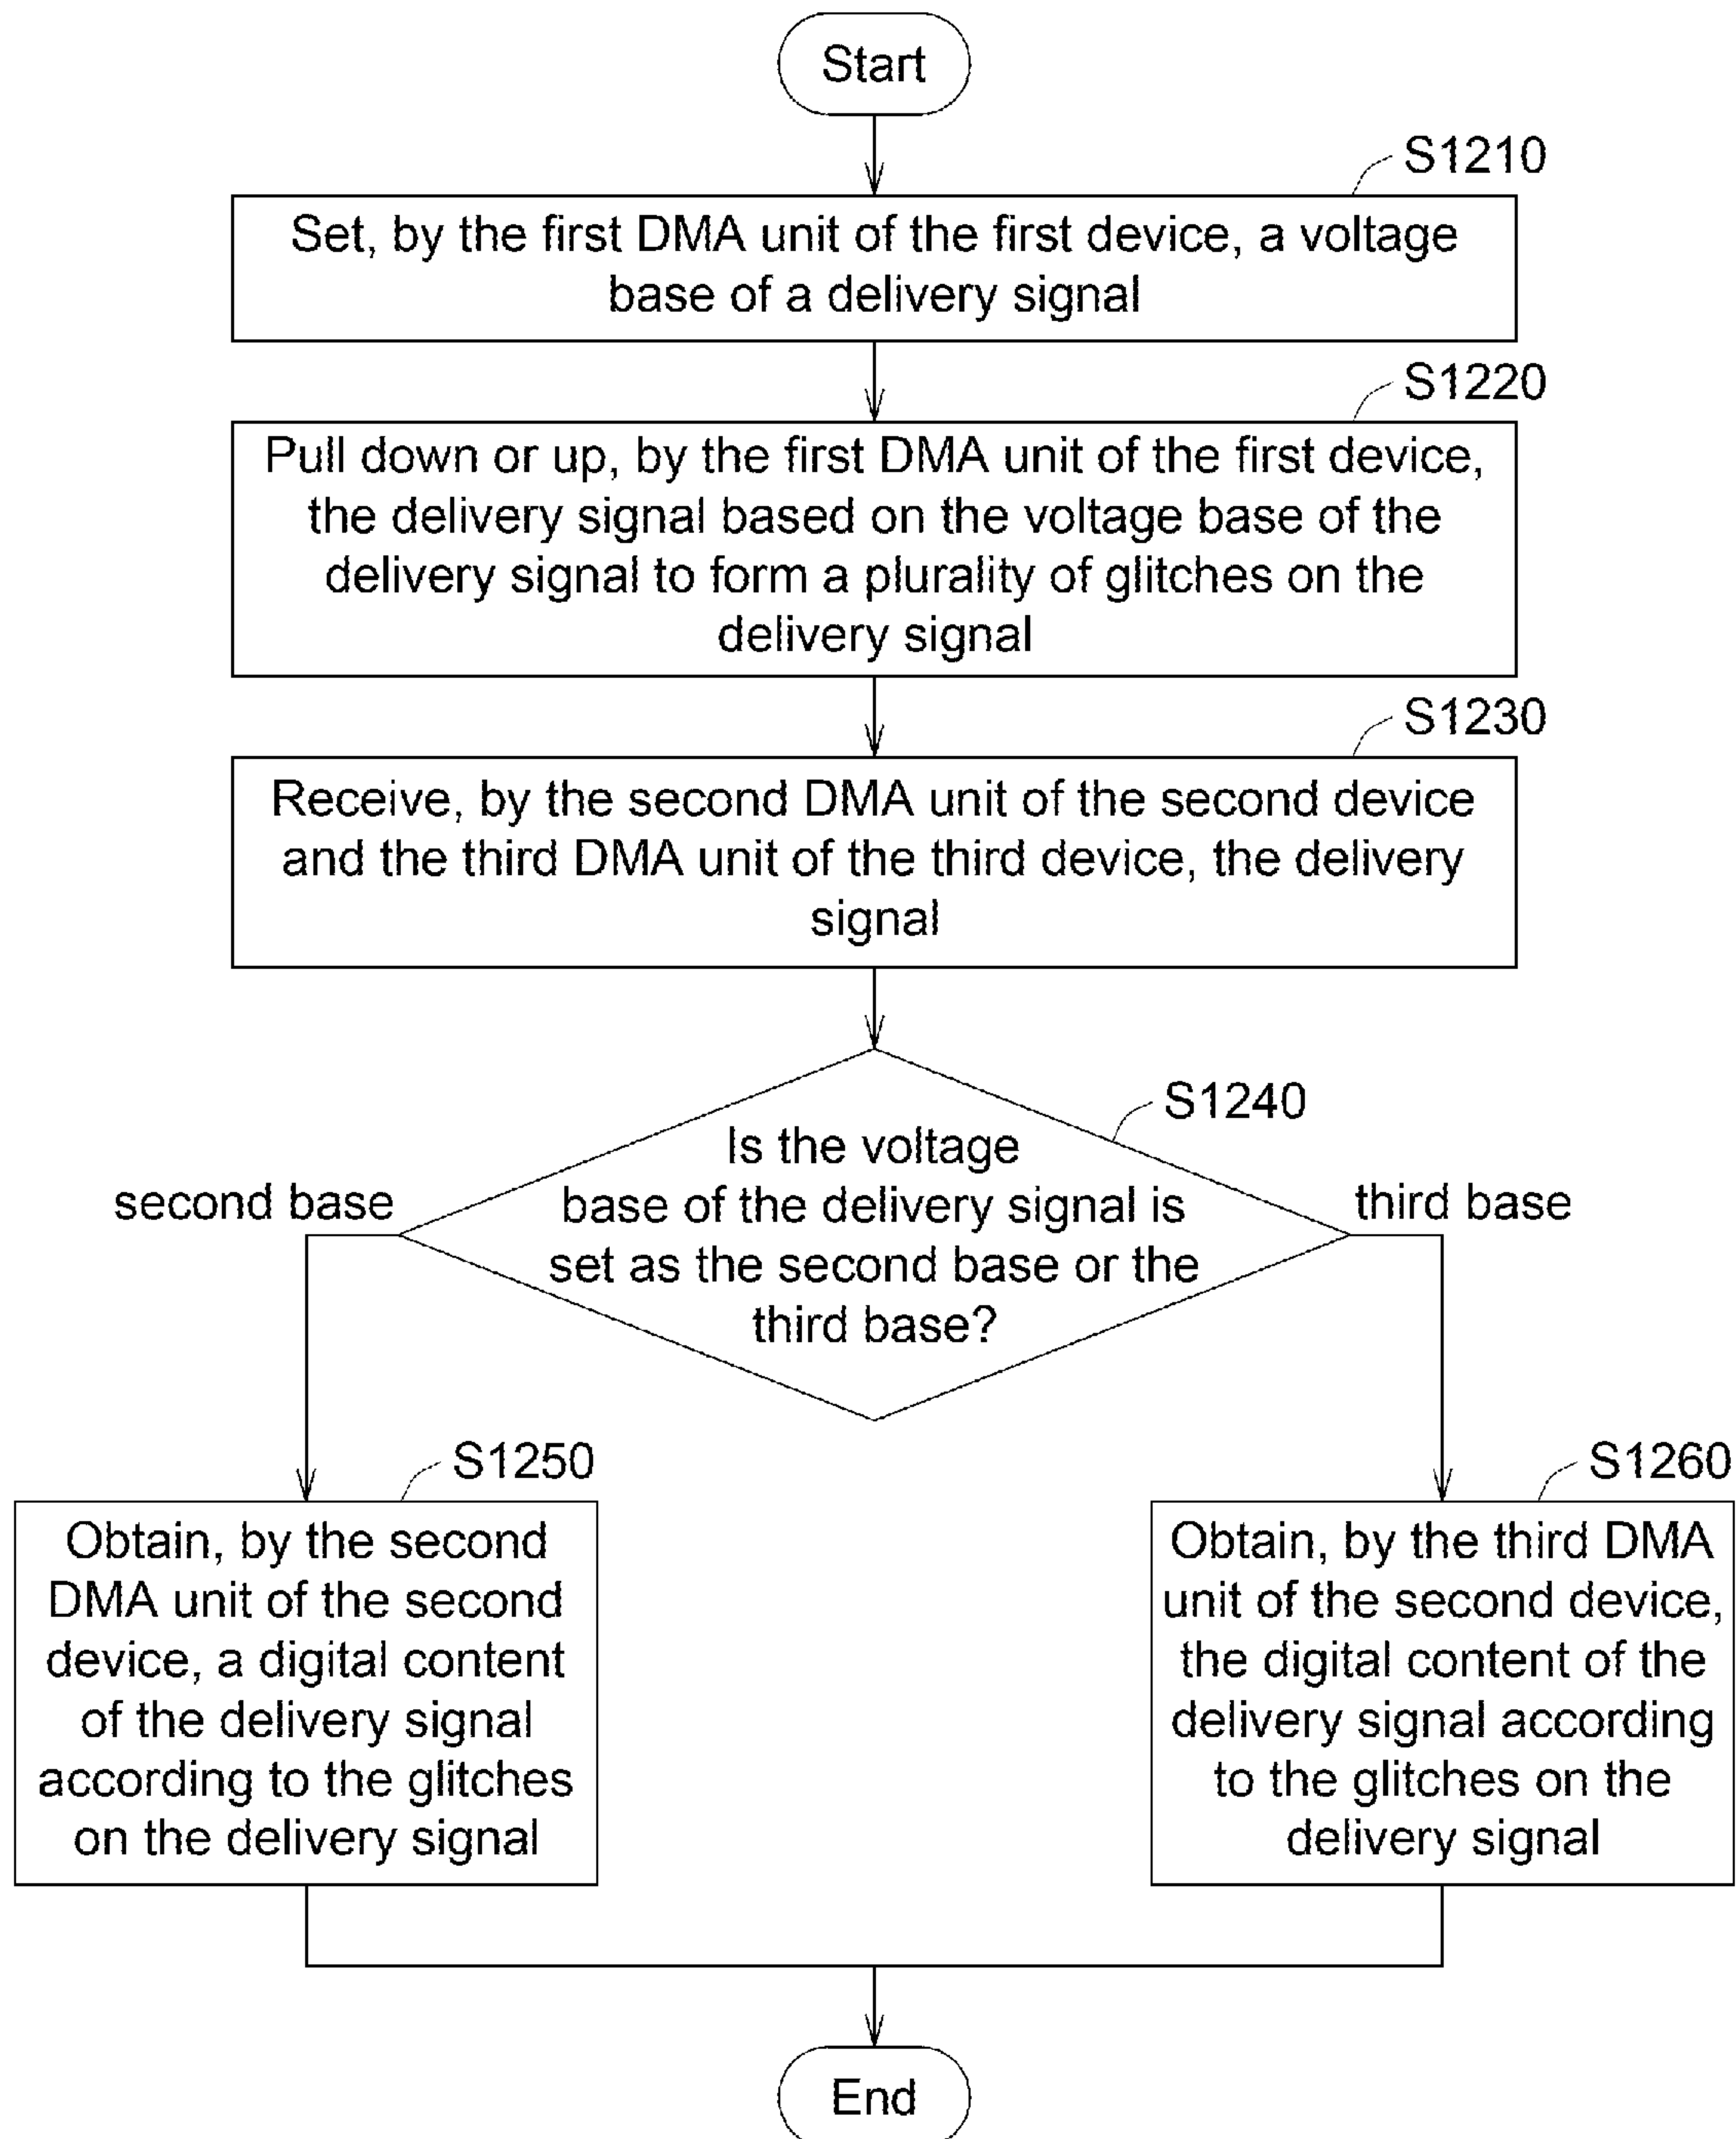 Start
S1210
Set, by the first DMA unit of the first device, a voltage
base of a delivery signal
S1220
Pull down or up, by the first DMA unit of the first device,
the delivery signal based on the voltage base of the
delivery signal to form a plurality of glitches on the
delivery signal
S1230
Receive, by the second DMA unit of the second device
and the third DMA unit of the third device, the delivery
signal
S1240
Is the voltage
base of the delivery signal is
set as the second base or the
third base?
second base
third base
S1250
Obtain, by the second
DMA unit of the second
device, a digital content
of the delivery signal
according to the glitches
on the delivery signal
S1260
Obtain, by the third DMA
unit of the second device,
the digital content of the
delivery signal according
to the glitches on the
delivery signal
End